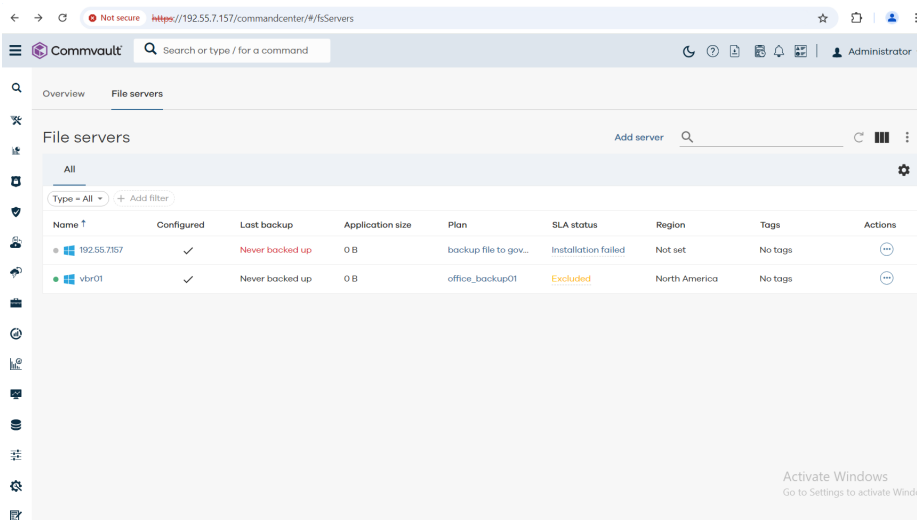 Not secure https://192.55.7.157/commandcenter/#/fsServers
Commvault Search or type / for a command Administrator
Overview File servers
File servers Add server
All
Type = All + Add filter
Name ↑ Configured Last backup Application size Plan SLA status Region Tags Actions
192.55.7.157 Never backed up 0 B backup file to gov... Installation failed Not set No tags
vbr01 Never backed up 0 B office_backup01 Excluded North America No tags
Activate Windows
Go to Settings to activate Wind